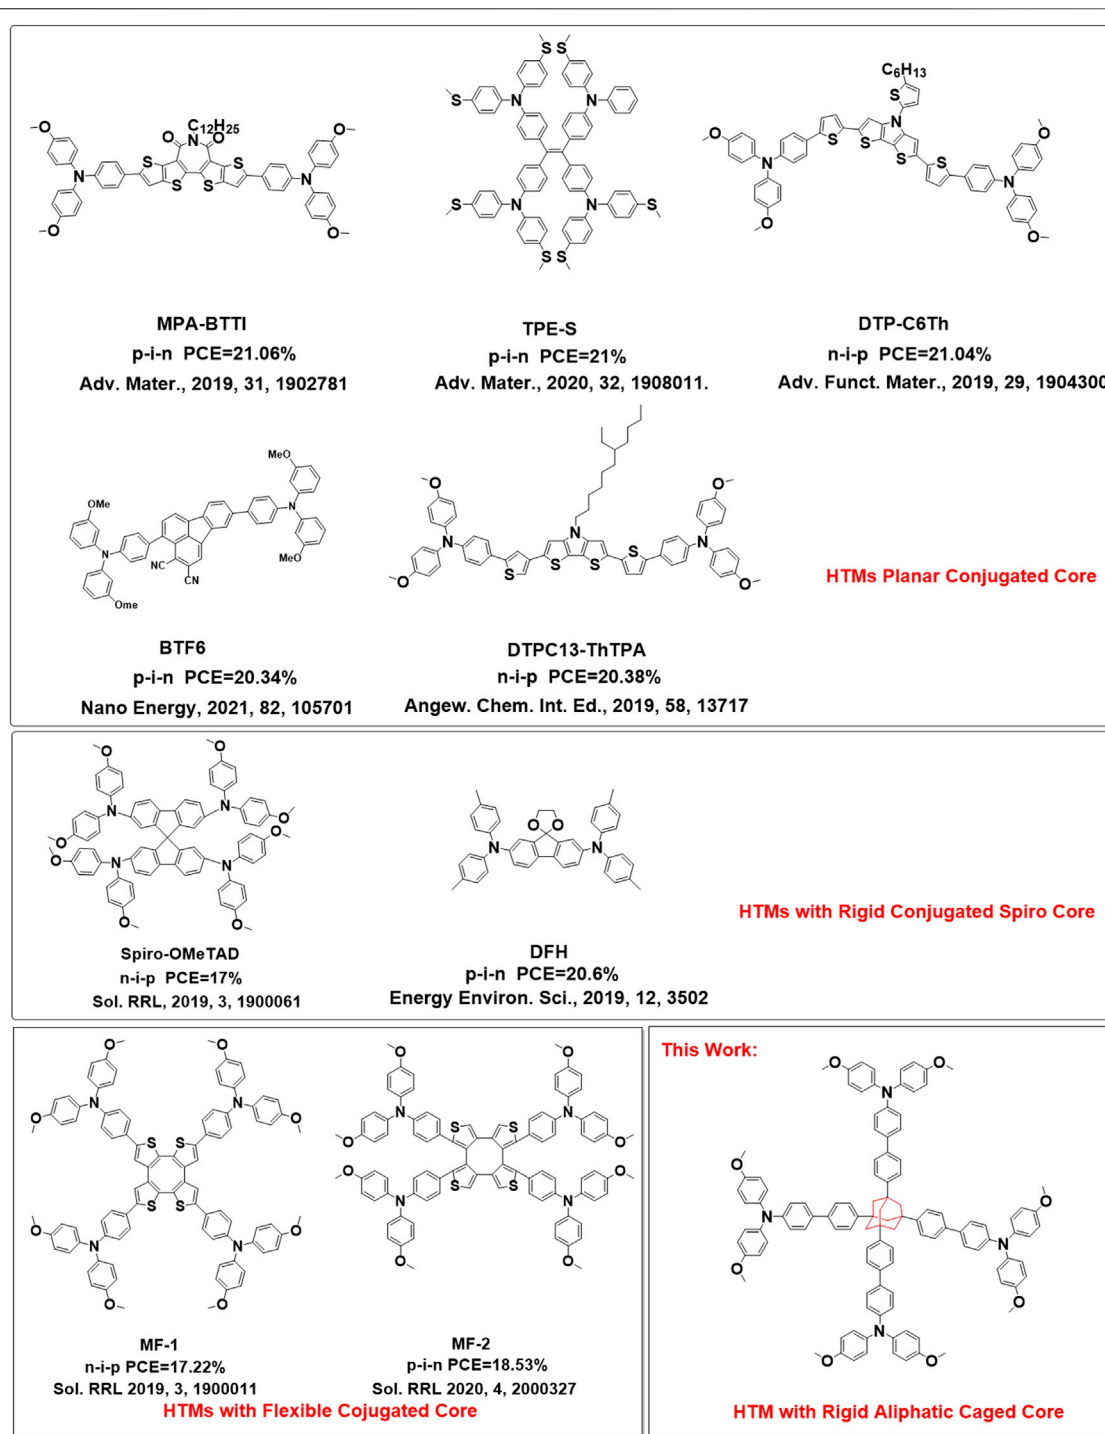 MPA-BTTI
p-i-n PCE=21.06%
Adv. Mater., 2019, 31, 1902781
TPE-S
p-i-n PCE=21%
Adv. Mater., 2020, 32, 1908011.
DTP-C6Th
n-i-p PCE=21.04%
Adv. Funct. Mater., 2019, 29, 1904300
C12H25
C6H13
MeO
OMe
MeO
Ome
NC
CN
BTF6
p-i-n PCE=20.34%
Nano Energy, 2021, 82, 105701
DTPC13-ThTPA
n-i-p PCE=20.38%
Angew. Chem. Int. Ed., 2019, 58, 13717
HTMs Planar Conjugated Core
Spiro-OMeTAD
n-i-p PCE=17%
Sol. RRL, 2019, 3, 1900061
DFH
p-i-n PCE=20.6%
Energy Environ. Sci., 2019, 12, 3502
HTMs with Rigid Conjugated Spiro Core
MF-1
n-i-p PCE=17.22%
Sol. RRL 2019, 3, 1900011
MF-2
p-i-n PCE=18.53%
Sol. RRL 2020, 4, 2000327
HTMs with Flexible Cojugated Core
This Work:
HTM with Rigid Aliphatic Caged Core